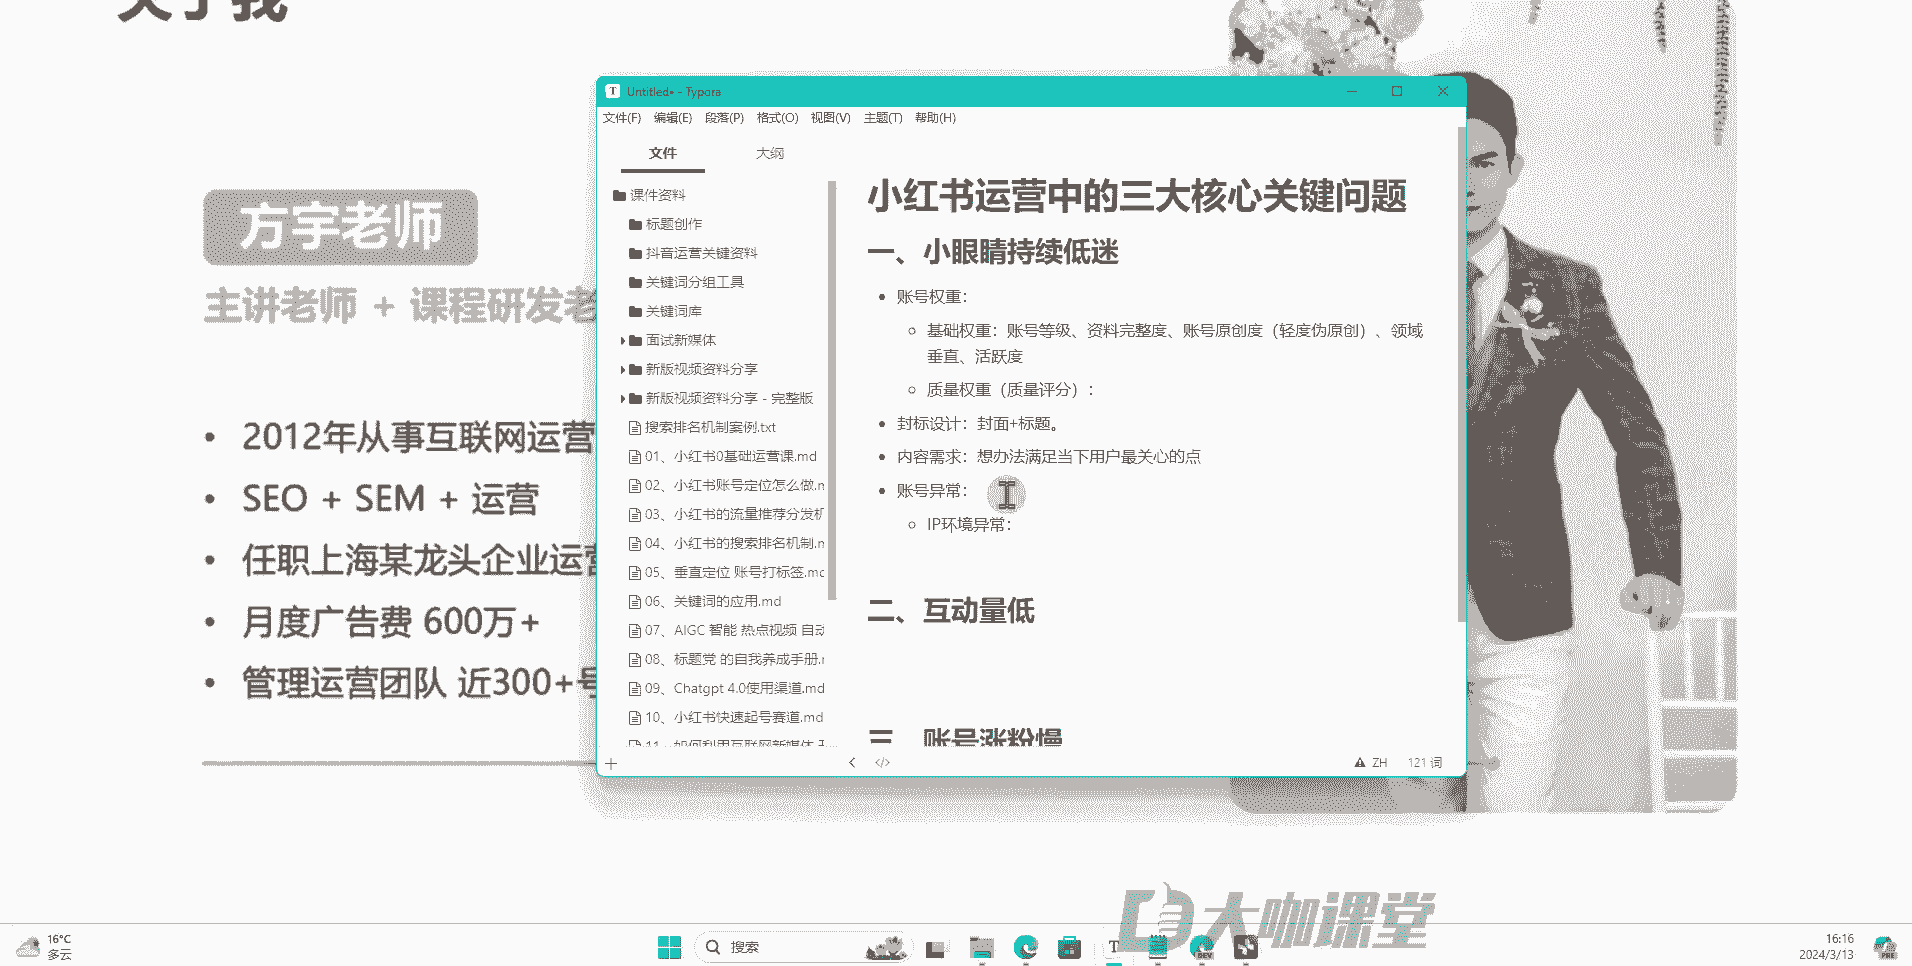 关于我
方宇老师
主讲老师 + 课程研发老
2012年从事互联网运营
SEO + SEM + 运营
任职上海某龙头企业运营
月度广告费 600万+
管理运营团队 近300+号
Untitled• - Typora
文件(F) 编辑(E) 段落(P) 格式(O) 视图(V) 主题(T) 帮助(H)
文件 大纲
课件资料
标题创作
抖音运营关键资料
关键词分组工具
关键词库
面试新媒体
新版视频资料分享
新版视频资料分享 - 完整版
搜索排名机制案例.txt
01、小红书0基础运营课.md
02、小红书账号定位怎么做.m
03、小红书的流量推荐分发机
04、小红书的搜索排名机制.m
05、垂直定位 账号打标签.md
06、关键词的应用.md
07、AIGC 智能 热点视频 自动
08、标题党 的自我养成手册.m
09、Chatgpt 4.0使用渠道.md
10、小红书快速起号赛道.md
11、如何利用互联网新媒体
小红书运营中的三大核心关键问题
一、小眼睛持续低迷
账号权重：
基础权重：账号等级、资料完整度、账号原创度（轻度伪原创）、领域
垂直、活跃度
质量权重（质量评分）：
封标设计：封面+标题。
内容需求：想办法满足当下用户最关心的点
账号异常：
IP环境异常：
二、互动量低
三、账号涨粉慢
</> ZH 121 词
大咖课堂
16°C
多云
搜索
DEV
16:16
2024/3/13
PRE